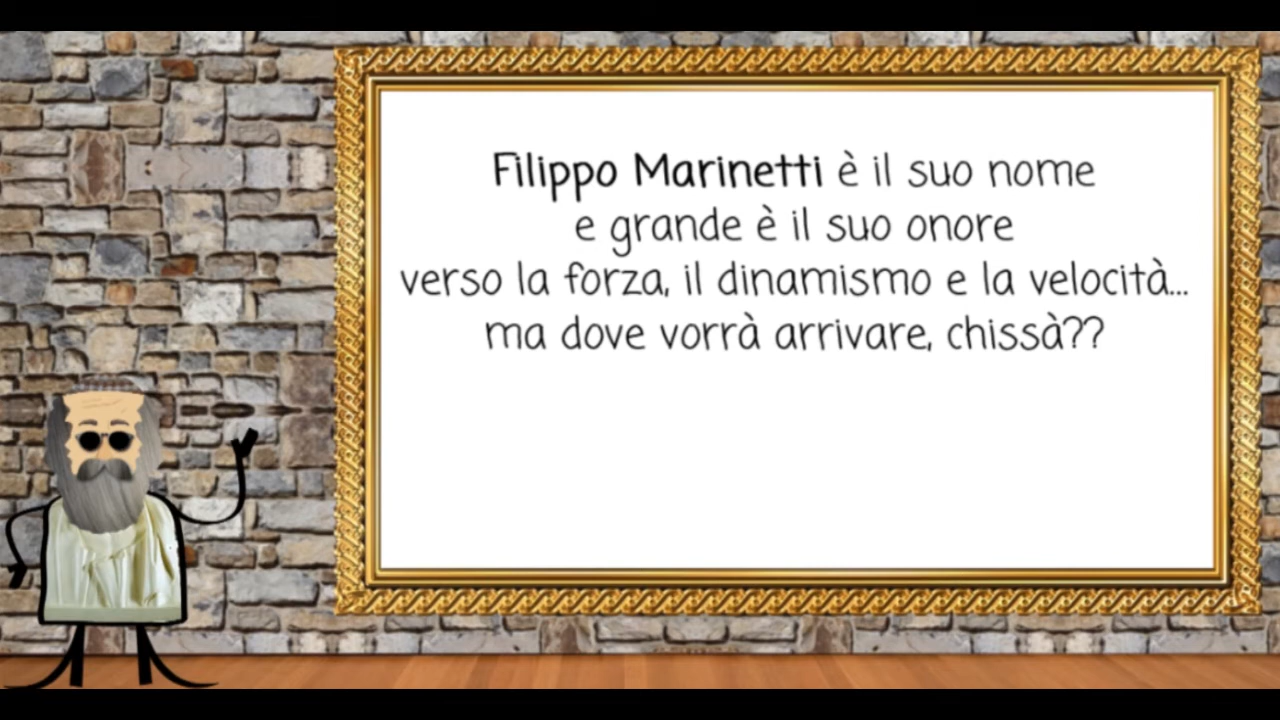 Filippo Marinetti è il suo nome
e grande è il suo onore
verso la forza, il dinamismo e la velocità...
ma dove vorrà arrivare, chissà??